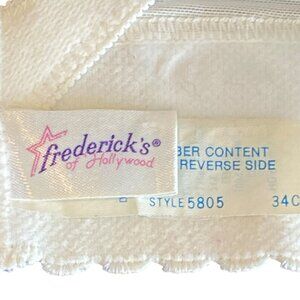 frederick's®
of Hollywood
BER CONTENT
REVERSE SIDE
STYLE 5805 34C